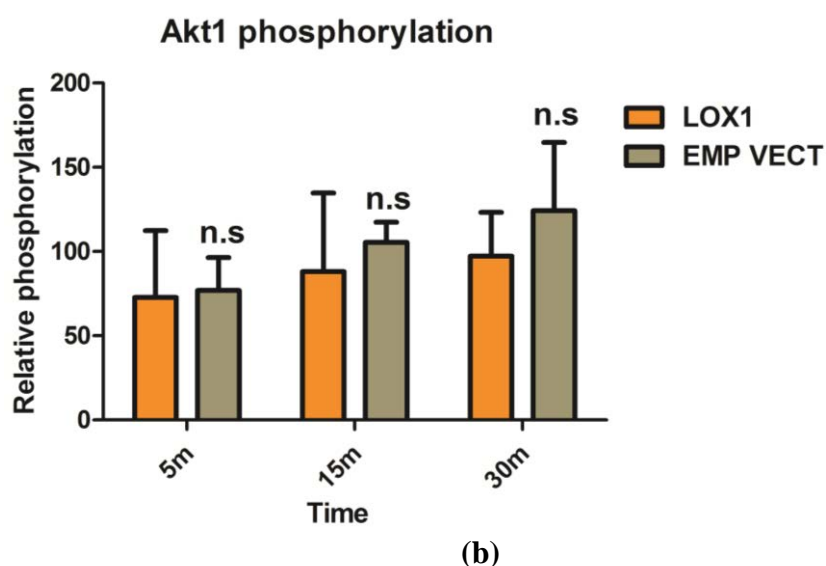 Akt1 phosphorylation
Relative phosphorylation
200
150
100
50
0
n.s
n.s
n.s
LOX1
EMP VECT
5m
15m
30m
Time
(b)